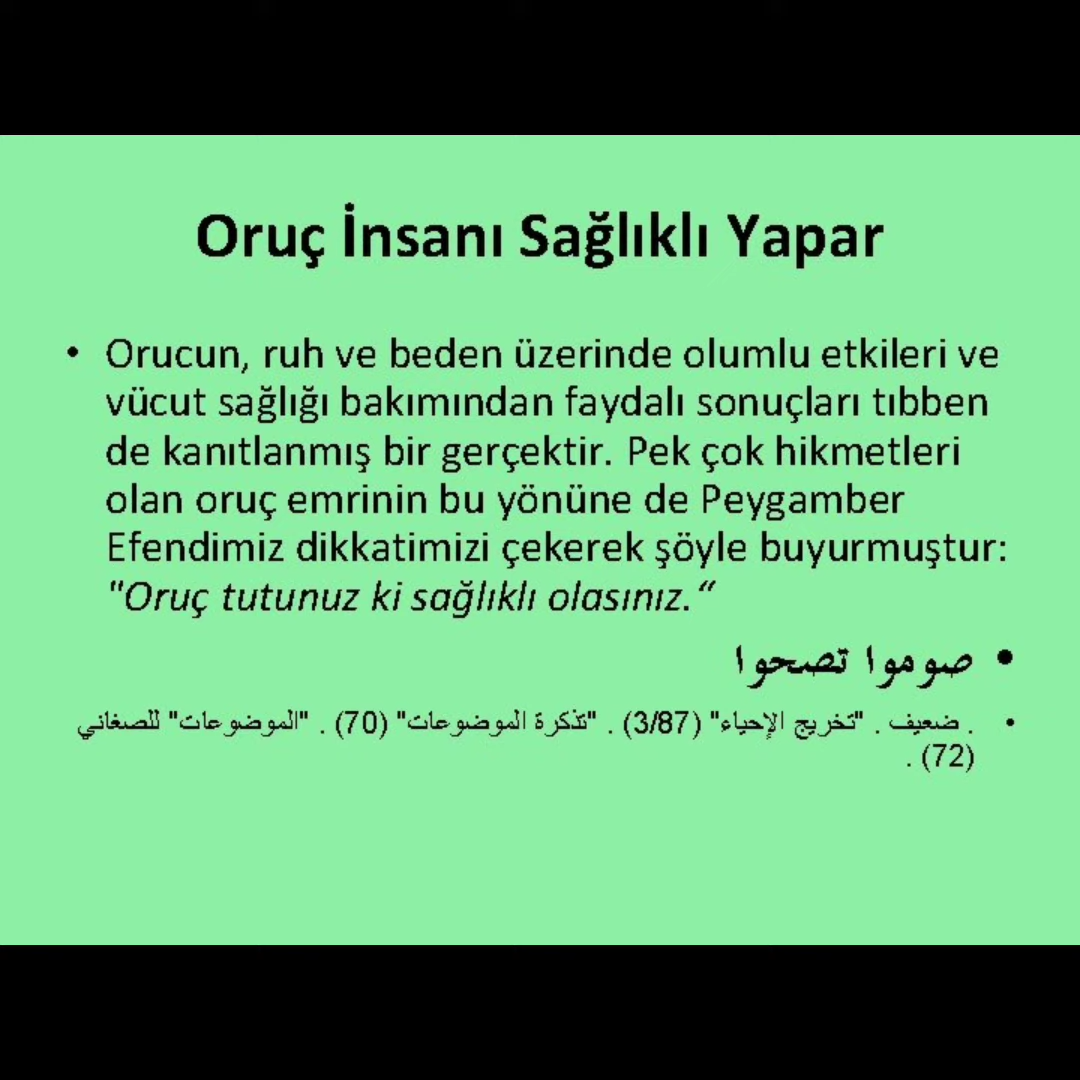 Oruç İnsanı Sağlıklı Yapar
• Orucun, ruh ve beden üzerinde olumlu etkileri ve
vücut sağlığı bakımından faydalı sonuçları tıbben
de kanıtlanmış bir gerçektir. Pek çok hikmetleri
olan oruç emrinin bu yönüne de Peygamber
Efendimiz dikkatimizi çekerek şöyle buyurmuştur:
"Oruç tutunuz ki sağlıklı olasınız.“
• صوموا تصحوا
• . ضعيف . "تخريج الإحياء" (3/87) . "تذكرة الموضوعات" (70) . "الموضوعات" للصغاني
(72) .